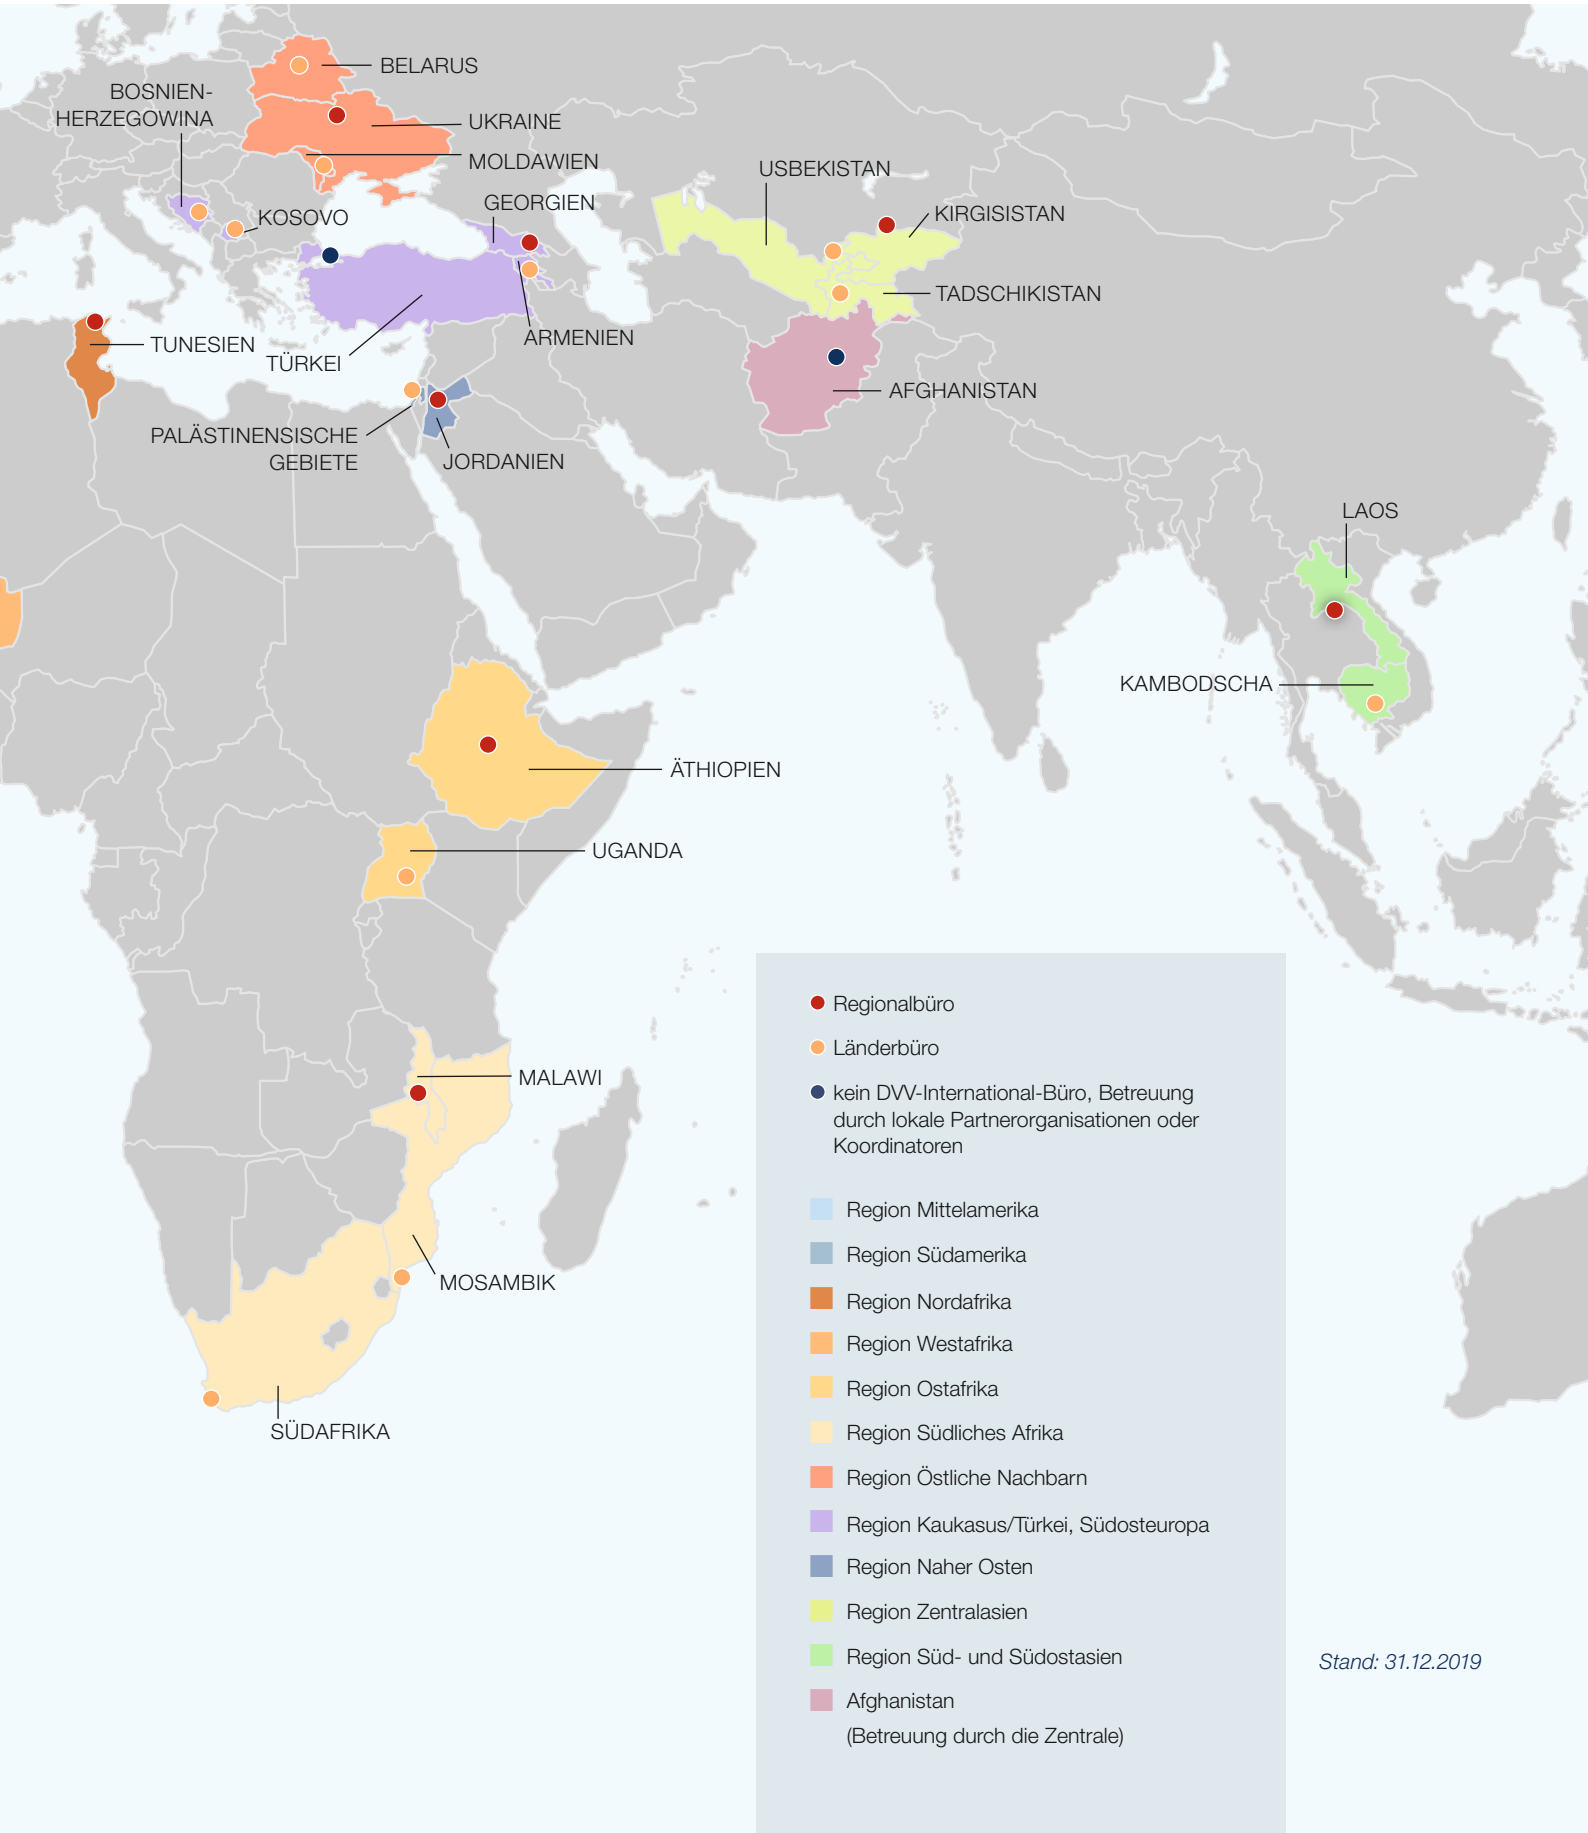 BELARUS
BOSNIEN-
HERZEGOWINA
UKRAINE
MOLDAWIEN
USBEKISTAN
GEORGIEN
KOSOVO
KIRGISISTAN
TADSCHIKISTAN
ARMENIEN
TUNESIEN
TÜRKEI
AFGHANISTAN
PALÄSTINENSISCHE
GEBIETE
JORDANIEN
LAOS
KAMBODSCHA
ÄTHIOPIEN
UGANDA
MALAWI
MOSAMBIK
SÜDAFRIKA
Regionalbüro
Länderbüro
kein DVV-International-Büro, Betreuung
durch lokale Partnerorganisationen oder
Koordinatoren
Region Mittelamerika
Region Südamerika
Region Nordafrika
Region Westafrika
Region Ostafrika
Region Südliches Afrika
Region Östliche Nachbarn
Region Kaukasus/Türkei, Südosteuropa
Region Naher Osten
Region Zentralasien
Region Süd- und Südostasien
Afghanistan
(Betreuung durch die Zentrale)
Stand: 31.12.2019